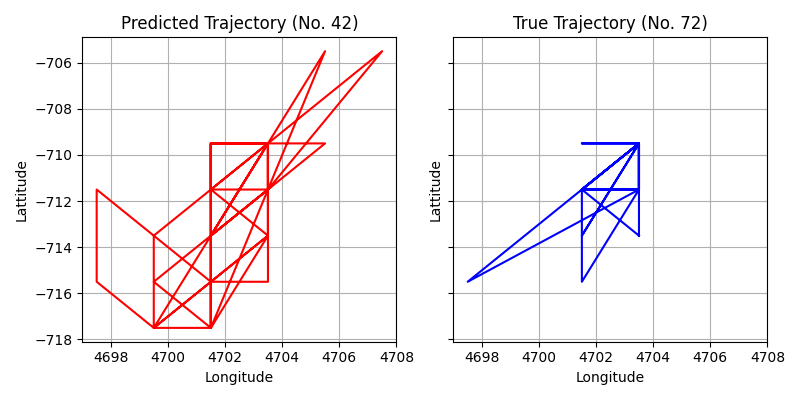 Predicted Trajectory (No. 42)
True Trajectory (No. 72)
−706
−708
−710
−712
−714
−716
−718
Lattitude
Lattitude
4698 4700 4702 4704 4706 4708
4698 4700 4702 4704 4706 4708
Longitude
Longitude